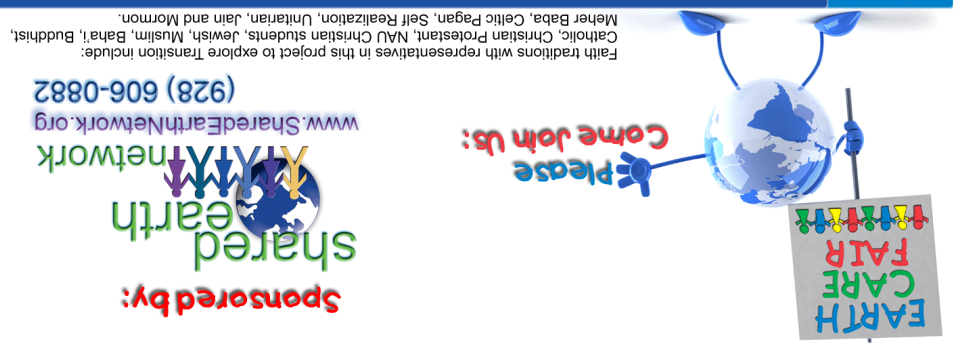 EARTH
CARE
FAIR
Please
Come Join Us:
Sponsored by:
shared
earth
network
www.SharedEarthNetwork.org
(928) 606-0882
Faith traditions with representatives in this project to explore Transition include:
Catholic, Christian Protestant, NAU Christian students, Jewish, Muslim, Baha'i, Buddhist,
Meher Baba, Celtic Pagan, Self Realization, Unitarian, Jain and Mormon.